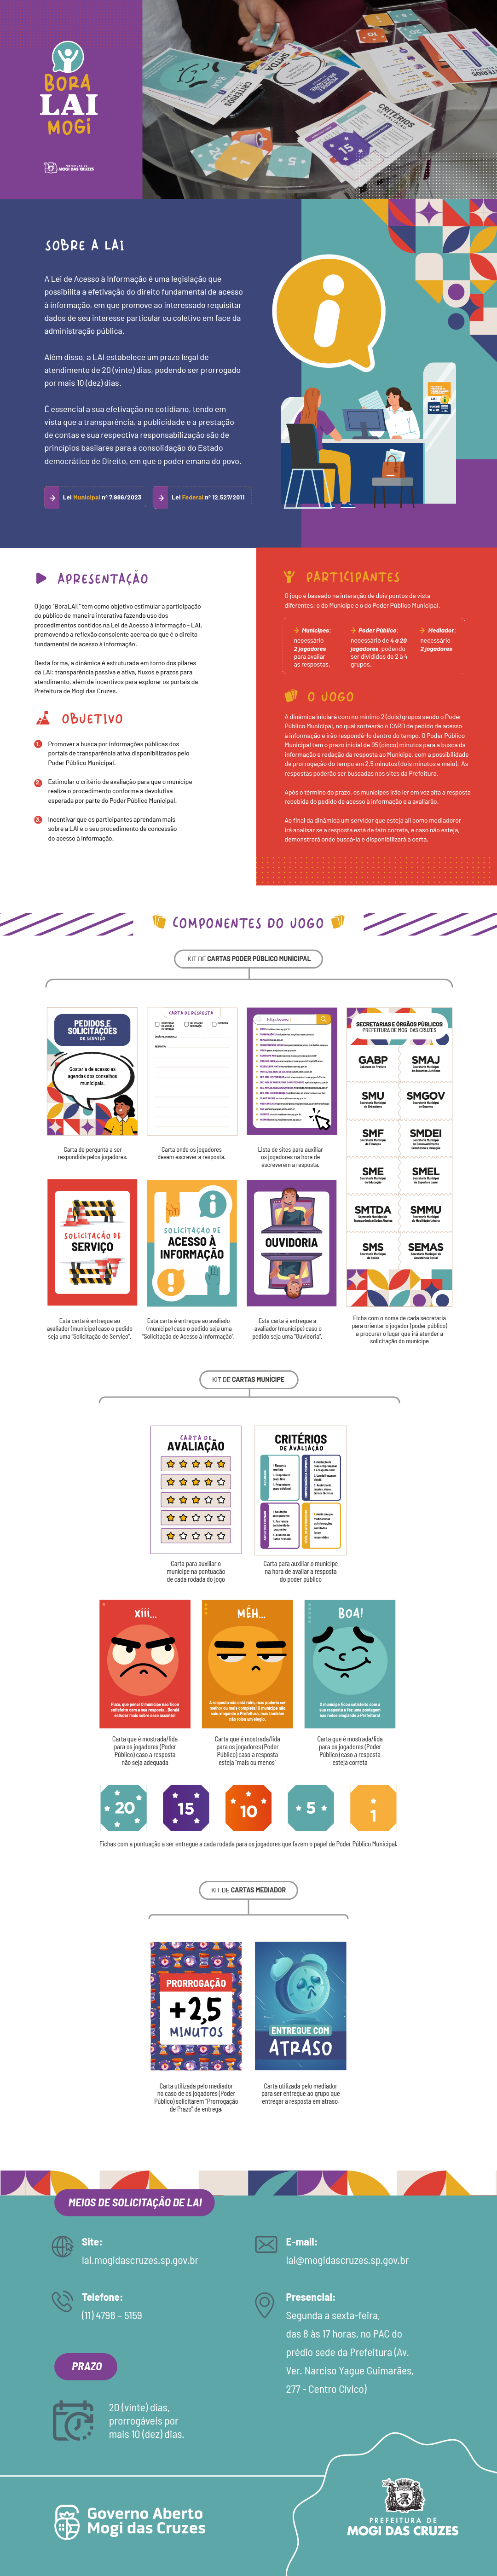 BORA
LAI
MOGI
PREFEITURA DE
MOGI DAS CRUZES
CRITÉRIOS
SMTDA
CRITÉRIOS
15
SOBRE A LAI
A Lei de Acesso à Informação é uma legislação que
possibilita a efetivação do direito fundamental de acesso
à informação, em que promove ao interessado requisitar
dados de seu interesse particular ou coletivo em face da
administração pública.
Além disso, a LAI estabelece um prazo legal de
atendimento de 20 (vinte) dias, podendo ser prorrogado
por mais 10 (dez) dias.
É essencial a sua efetivação no cotidiano, tendo em
vista que a transparência ativa, a publicidade e a prestação
de contas e sua respectiva responsabilização são de
princípios basilares para a consolidação do Estado
democrático de Direito, em que o poder emana do povo.
Lei Municipal nº 7.986/2023
Lei Federal nº 12.527/2011
LAI
APRESENTAÇÃO
O jogo "BoraLAI!" tem como objetivo estimular a participação
do público de maneira interativa fazendo uso dos
procedimentos contidos na Lei de Acesso à Informação - LAI,
promovendo a reflexão consciente acerca do que é o direito
fundamental de acesso à informação.
Desta forma, a dinâmica é estruturada em torno dos pilares
da LAI: transparência passiva e ativa, fluxos e prazos para
atendimento, além de incentivos para explorar os portais da
Prefeitura de Mogi das Cruzes.
OBJETIVO
1. Promover a busca por informações públicas dos
portais de transparência ativa disponibilizados pelo
Poder Público Municipal.
2. Estimular o critério de avaliação para que o munícipe
realize o procedimento conforme a devolutiva
esperada por parte do Poder Público Municipal.
3. Incentivar que os participantes aprendam mais
sobre a LAI e o seu procedimento de concessão
do acesso à informação.
PARTICIPANTES
O jogo é baseado na interação de dois pontos de vista
diferentes: o do Munícipe e o do Poder Público Municipal.
Munícipes:
necessário
2 jogadores
para avaliar
as respostas.
Poder Público:
necessário de 4 a 20
jogadores, podendo
ser divididos de 2 a 4
grupos.
Mediador:
necessário
2 jogadores
O JOGO
A dinâmica iniciará com no mínimo 2 (dois) grupos sendo o Poder
Público Municipal, no qual sortearão o CARD de pedido de acesso
à informação e irão respondê-lo dentro do tempo. O Poder Público
Municipal tem o prazo inicial de 05 (cinco) minutos para a busca da
informação e redação da resposta ao Munícipe, com a possibilidade
de prorrogação do tempo em 2,5 minutos (dois minutos e meio). As
respostas poderão ser buscadas nos sites da Prefeitura.
Após o término do prazo, os munícipes irão ler em voz alta a resposta
recebida do pedido de acesso à informação e a avaliarão.
Ao final da dinâmica um servidor que esteja ali como mediador
irá analisar se a resposta está de fato correta, e caso não esteja,
demonstrará onde buscá-la e disponibilizará a certa.
COMPONENTES DO JOGO
KIT DE CARTAS PODER PÚBLICO MUNICIPAL
PEDIDOS E
SOLICITAÇÕES
DE SERVIÇO
Gostaria de acesso as
agendas dos conselhos
municipais.
Carta de pergunta a ser
respondida pelos jogadores.
CARTA DE RESPOSTA
Carta onde os jogadores
devem escrever a resposta.
http://www
Lista de sites para auxiliar
os jogadores na hora de
escreverem a resposta.
SECRETARIAS E ÓRGÃOS PÚBLICOS
PREFEITURA DE MOGI DAS CRUZES
GABP
SMAJ
SMU
SMGOV
SMF
SMDEI
SME
SMEL
SMTDA
SMMU
SMS
SEMAS
Ficha com o nome de cada secretaria
para orientar o jogador (poder público)
a procurar o lugar que irá atender a
solicitação do munícipe
SOLICITAÇÃO DE
SERVIÇO
Esta carta é entregue ao
avaliador (munícipe) caso o pedido
seja uma "Solicitação de Serviço".
SOLICITAÇÃO DE
ACESSO À
INFORMAÇÃO
Esta carta é entregue ao avaliado
(munícipe) caso o pedido seja uma
"Solicitação de Acesso à Informação".
OUVIDORIA
Esta carta é entregue a
avaliador (munícipe) caso o
pedido seja uma "Ouvidoria".
KIT DE CARTAS MUNÍCIPE
CARTA DE
AVALIAÇÃO
Carta para auxiliar o
munícipe na pontuação
de cada rodada do jogo
CRITÉRIOS
DE AVALIAÇÃO
Carta para auxiliar o munícipe
na hora de avaliar a resposta
do poder público
xiii...
Puxa, que pena! O munícipe não ficou
satisfeito com a sua resposta.. Deverá
estudar mais sobre esse assunto!
Carta que é mostrada/lida
para os jogadores (Poder
Público) caso a resposta
não seja adequada
MÉH...
A resposta não está ruim, mas poderia ser
melhor ou mais completa! O munícipe não
saiu elogiando a Prefeitura, mas também
não rolou um elogio.
Carta que é mostrada/lida
para os jogadores (Poder
Público) caso a resposta
esteja "mais ou menos"
BOA!
O munícipe ficou satisfeito com a
sua resposta e fez uma postagem
nas redes elogiando a Prefeitura!
Carta que é mostrada/lida
para os jogadores (Poder
Público) caso a resposta
esteja correta
20
15
10
5
1
Fichas com a pontuação a ser entregue a cada rodada para os jogadores que fazem o papel de Poder Público Municipal.
KIT DE CARTAS MEDIADOR
PRORROGAÇÃO
+2,5
MINUTOS
Carta utilizada pelo mediador
no caso de os jogadores (Poder
Público) solicitarem "Prorrogação
de Prazo" de entrega.
ENTREGUE COM
ATRASO
Carta utilizada pelo mediador
para ser entregue ao grupo que
entregar a resposta em atraso.
MEIOS DE SOLICITAÇÃO DE LAI
Site:
lai.mogidascruzes.sp.gov.br
E-mail:
lai@mogidascruzes.sp.gov.br
Telefone:
(11) 4798 – 5159
Presencial:
Segunda a sexta-feira,
das 8 às 17 horas, no PAC do
prédio sede da Prefeitura (Av.
Ver. Narciso Yague Guimarães,
277 - Centro Cívico)
PRAZO
20 (vinte) dias,
prorrogáveis por
mais 10 (dez) dias.
Governo Aberto
Mogi das Cruzes
PREFEITURA DE
MOGI DAS CRUZES